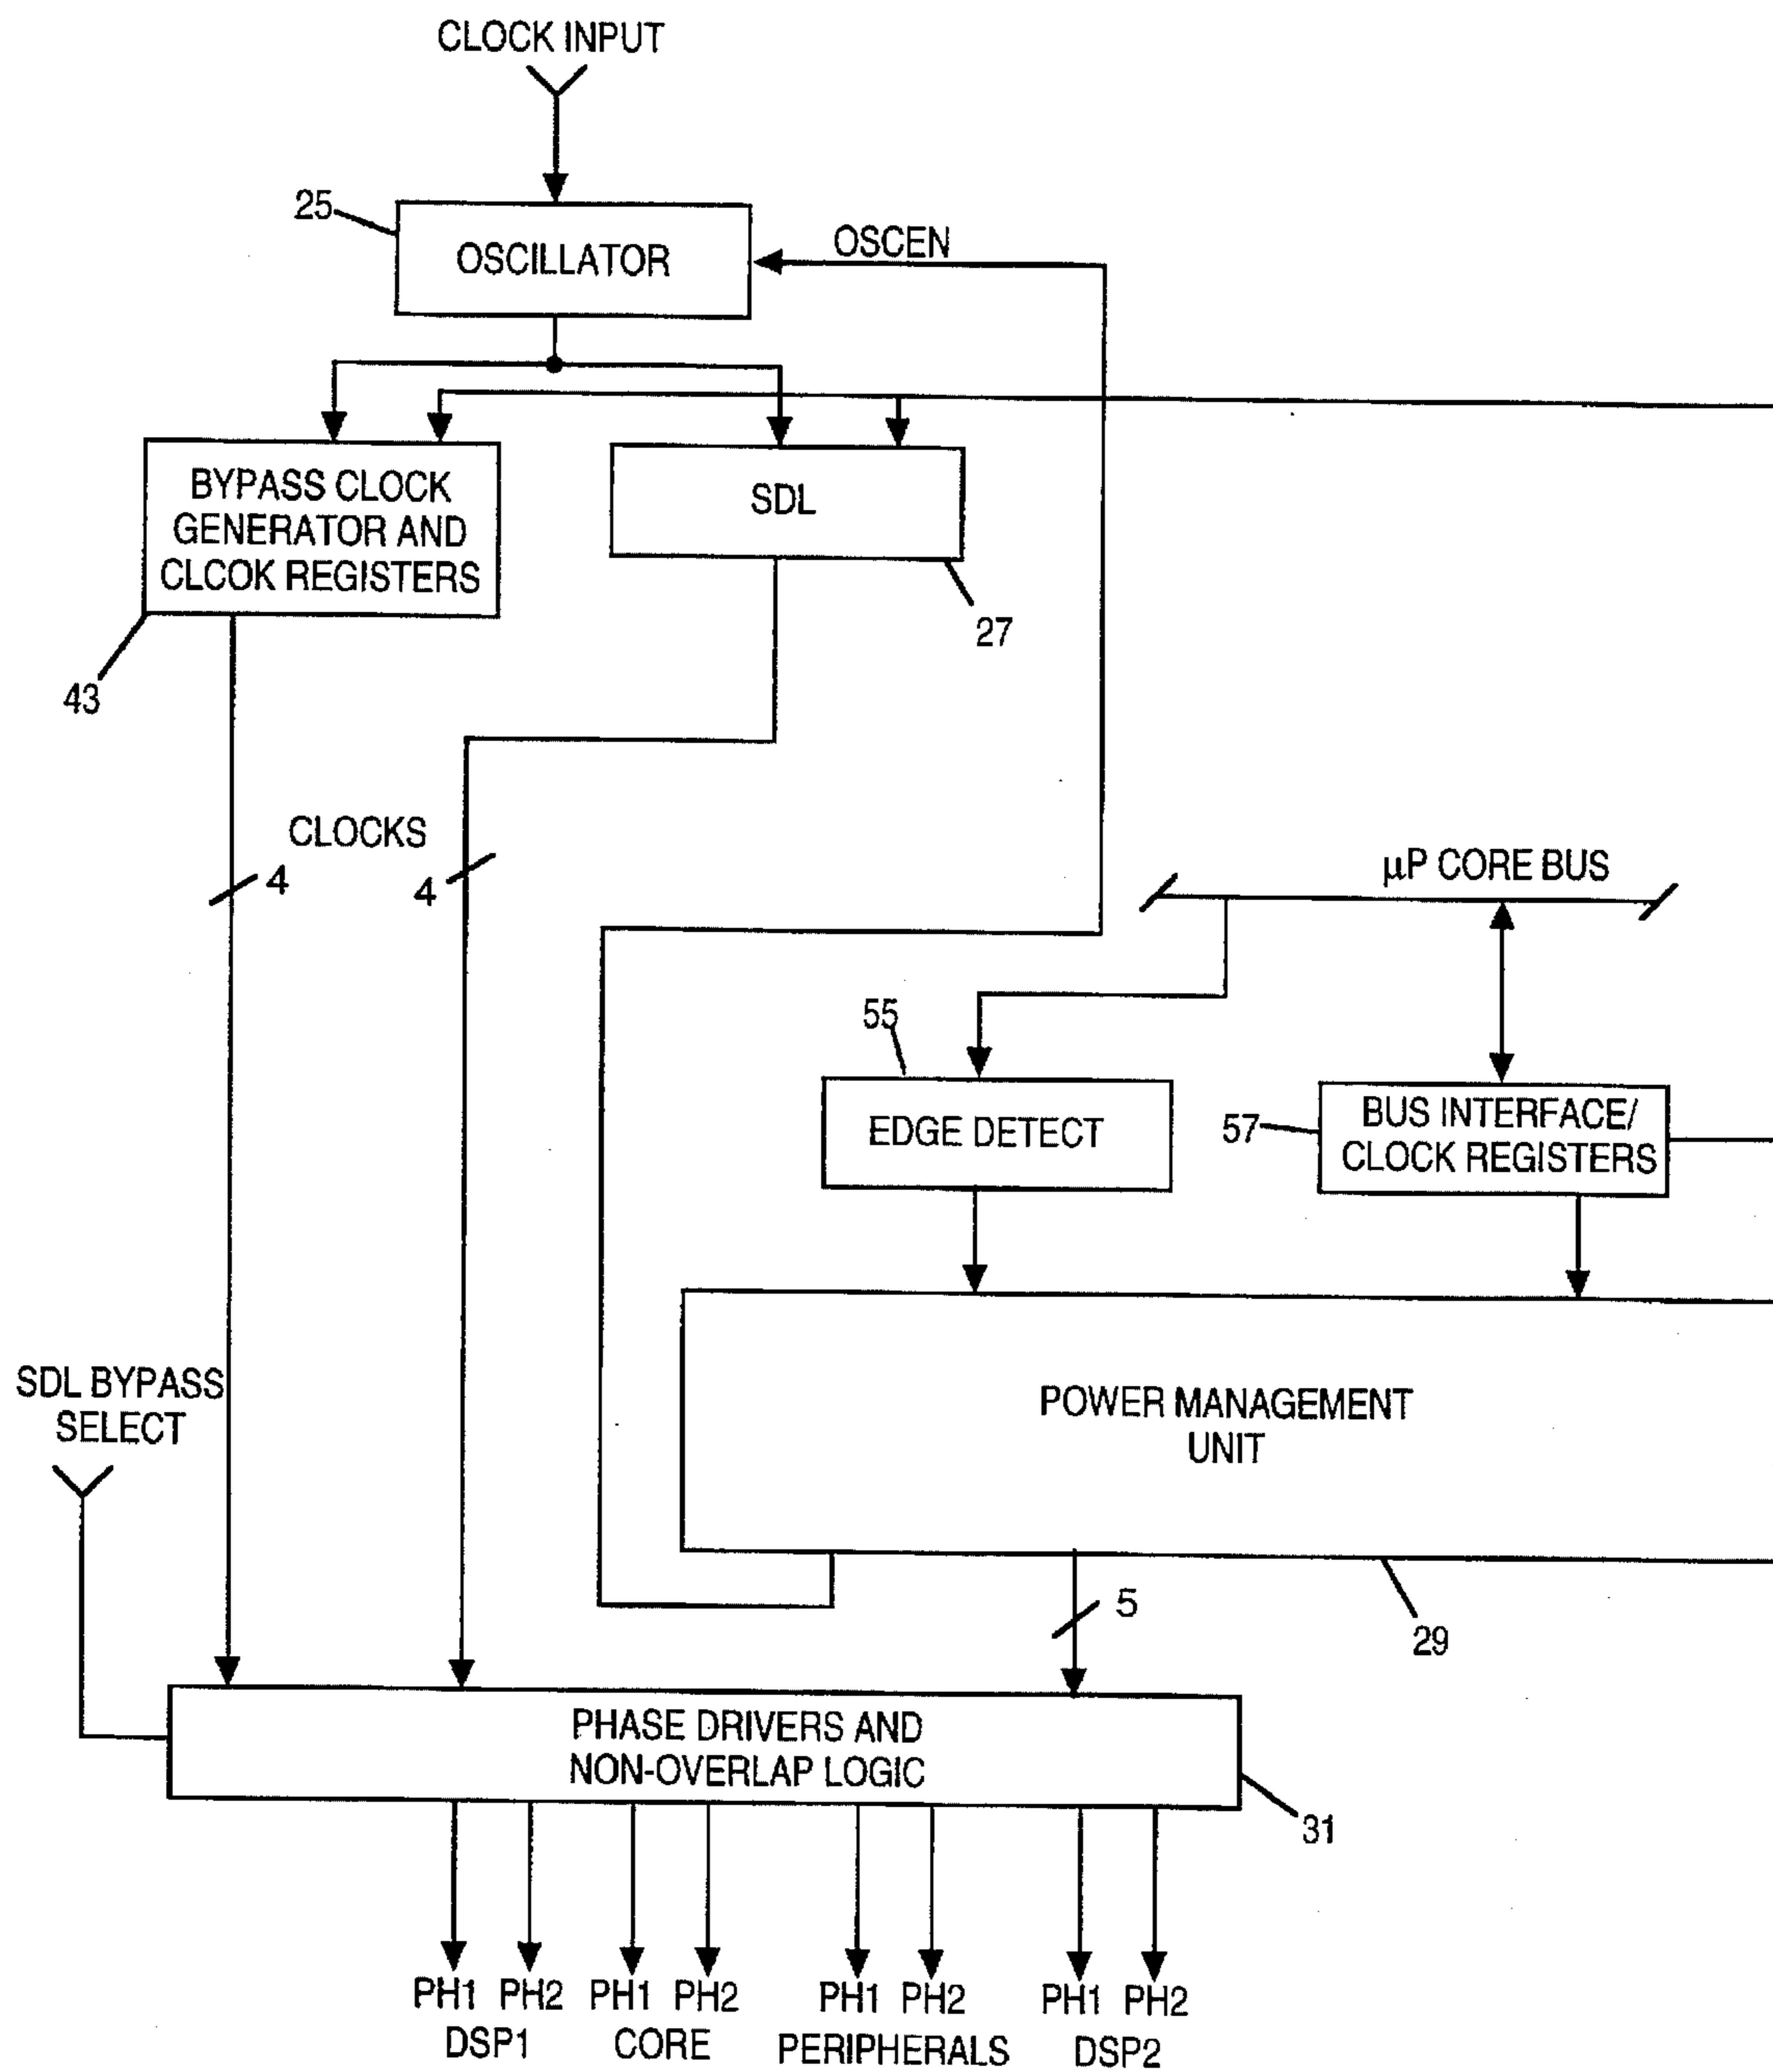 CLOCK INPUT
25
OSCILLATOR
OSCEN
BYPASS CLOCK
GENERATOR AND
CLCOK REGISTERS
43
SDL
27
CLOCKS
4
4
µP CORE BUS
55
EDGE DETECT
57
BUS INTERFACE/
CLOCK REGISTERS
SDL BYPASS
SELECT
POWER MANAGEMENT
UNIT
5
29
PHASE DRIVERS AND
NON-OVERLAP LOGIC
31
PH1 PH2 PH1 PH2 PH1 PH2 PH1 PH2
DSP1 CORE PERIPHERALS DSP2